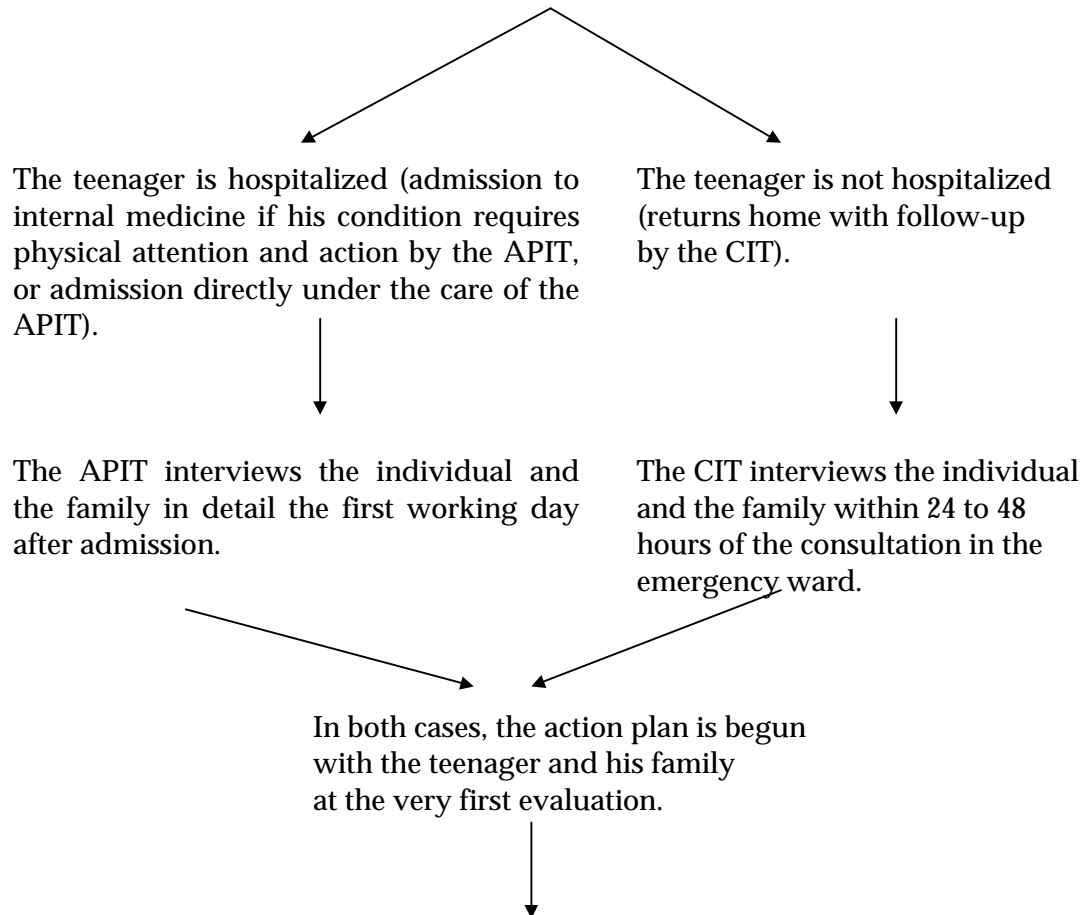 The teenager is hospitalized (admission to
internal medicine if his condition requires
physical attention and action by the APIT,
or admission directly under the care of the
APIT).
The teenager is not hospitalized
(returns home with follow-up
by the CIT).
The APIT interviews the individual and
the family in detail the first working day
after admission.
The CIT interviews the individual
and the family within 24 to 48
hours of the consultation in the
emergency ward.
In both cases, the action plan is begun
with the teenager and his family
at the very first evaluation.